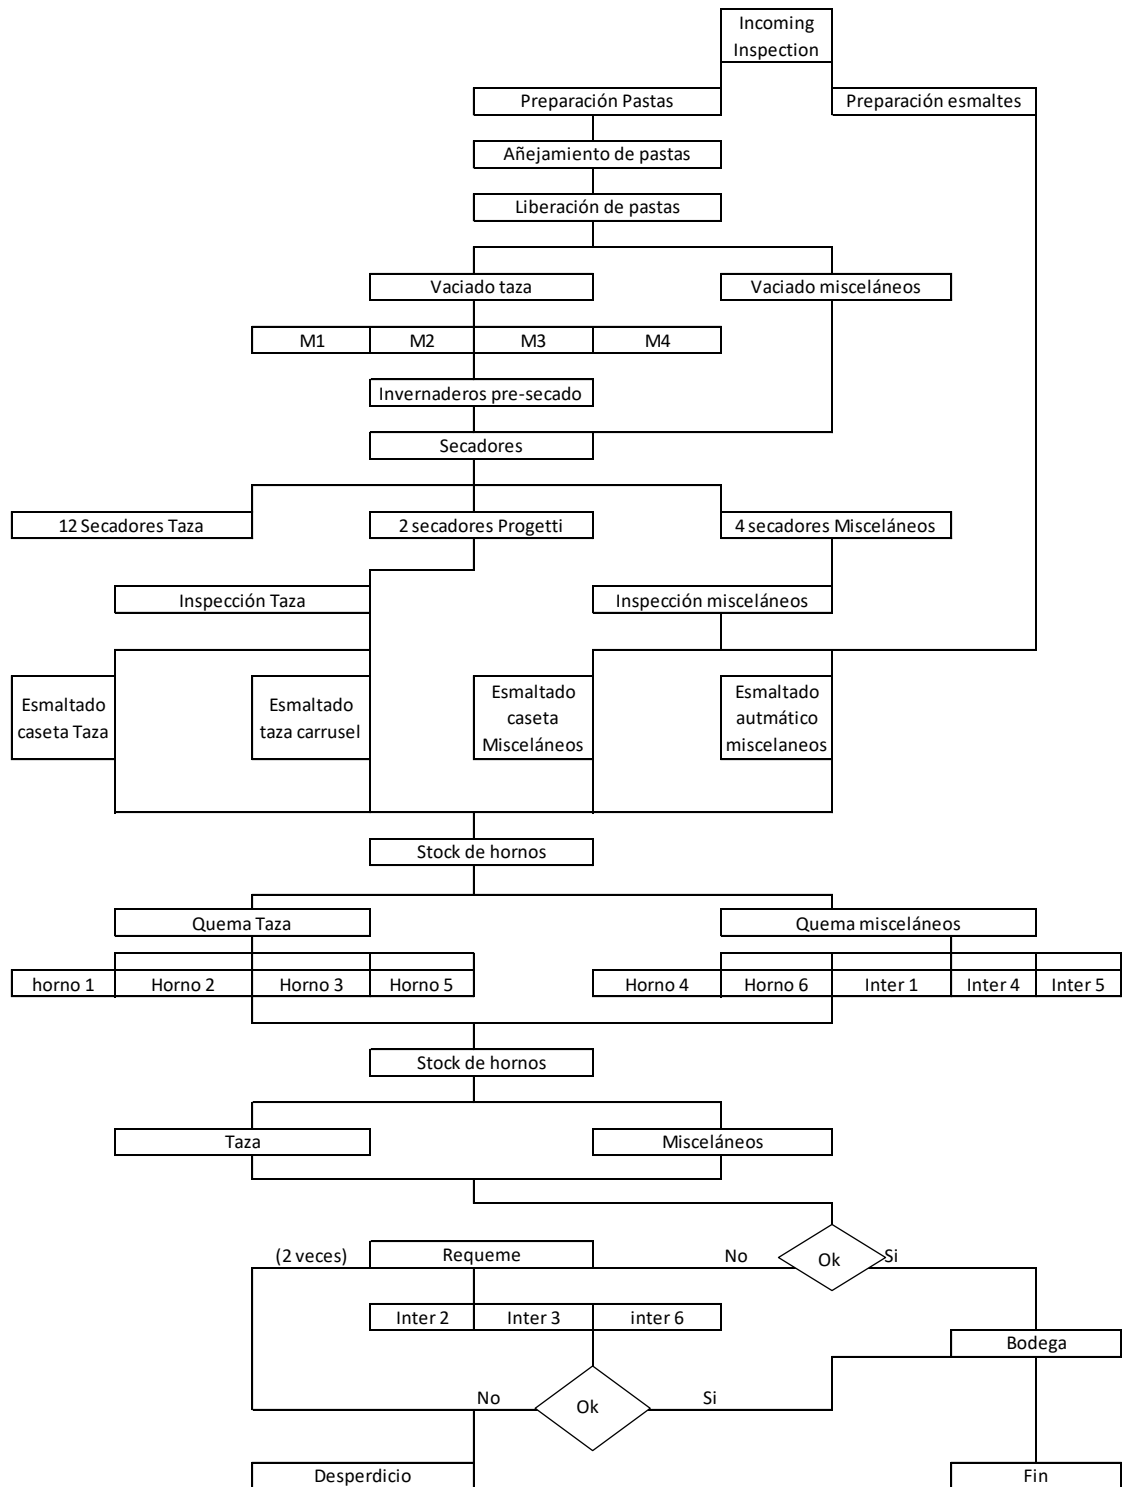 Incoming
Inspection
Preparación Pastas
Preparación esmaltes
Añejamiento de pastas
Liberación de pastas
Vaciado taza
Vaciado misceláneos
M1
M2
M3
M4
Invernaderos pre-secado
Secadores
12 Secadores Taza
2 secadores Progetti
4 secadores Misceláneos
Inspección Taza
Inspección misceláneos
Esmaltado
caseta Taza
Esmaltado
taza carrusel
Esmaltado
caseta
Misceláneos
Esmaltado
autmático
miscelaneos
Stock de hornos
Quema Taza
Quema misceláneos
horno 1
Horno 2
Horno 3
Horno 5
Horno 4
Horno 6
Inter 1
Inter 4
Inter 5
Stock de hornos
Taza
Misceláneos
(2 veces)
Requeme
No
Ok
Si
Inter 2
Inter 3
inter 6
Bodega
No
Ok
Si
Desperdicio
Fin